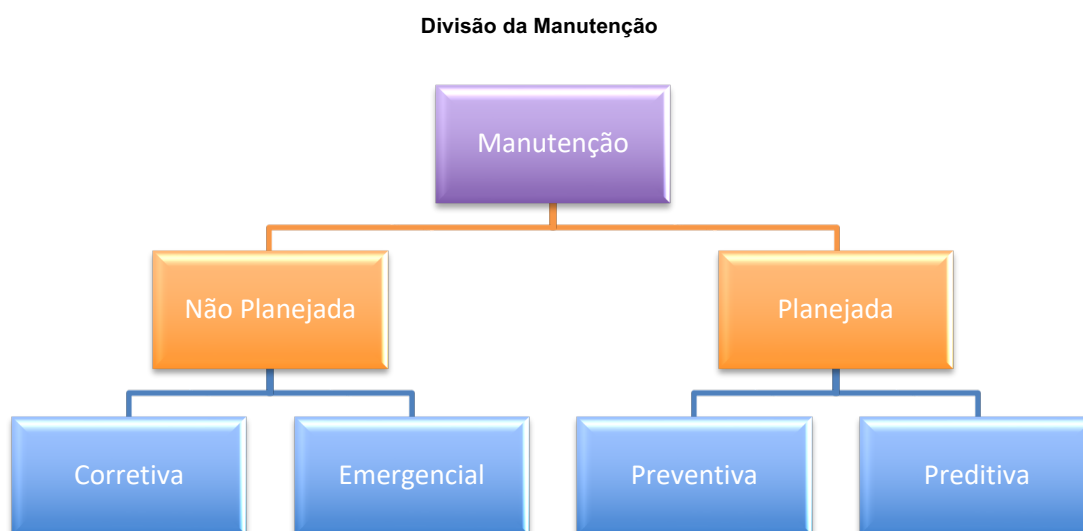 Divisão da Manutenção
Manutenção
Não Planejada
Planejada
Corretiva
Emergencial
Preventiva
Preditiva